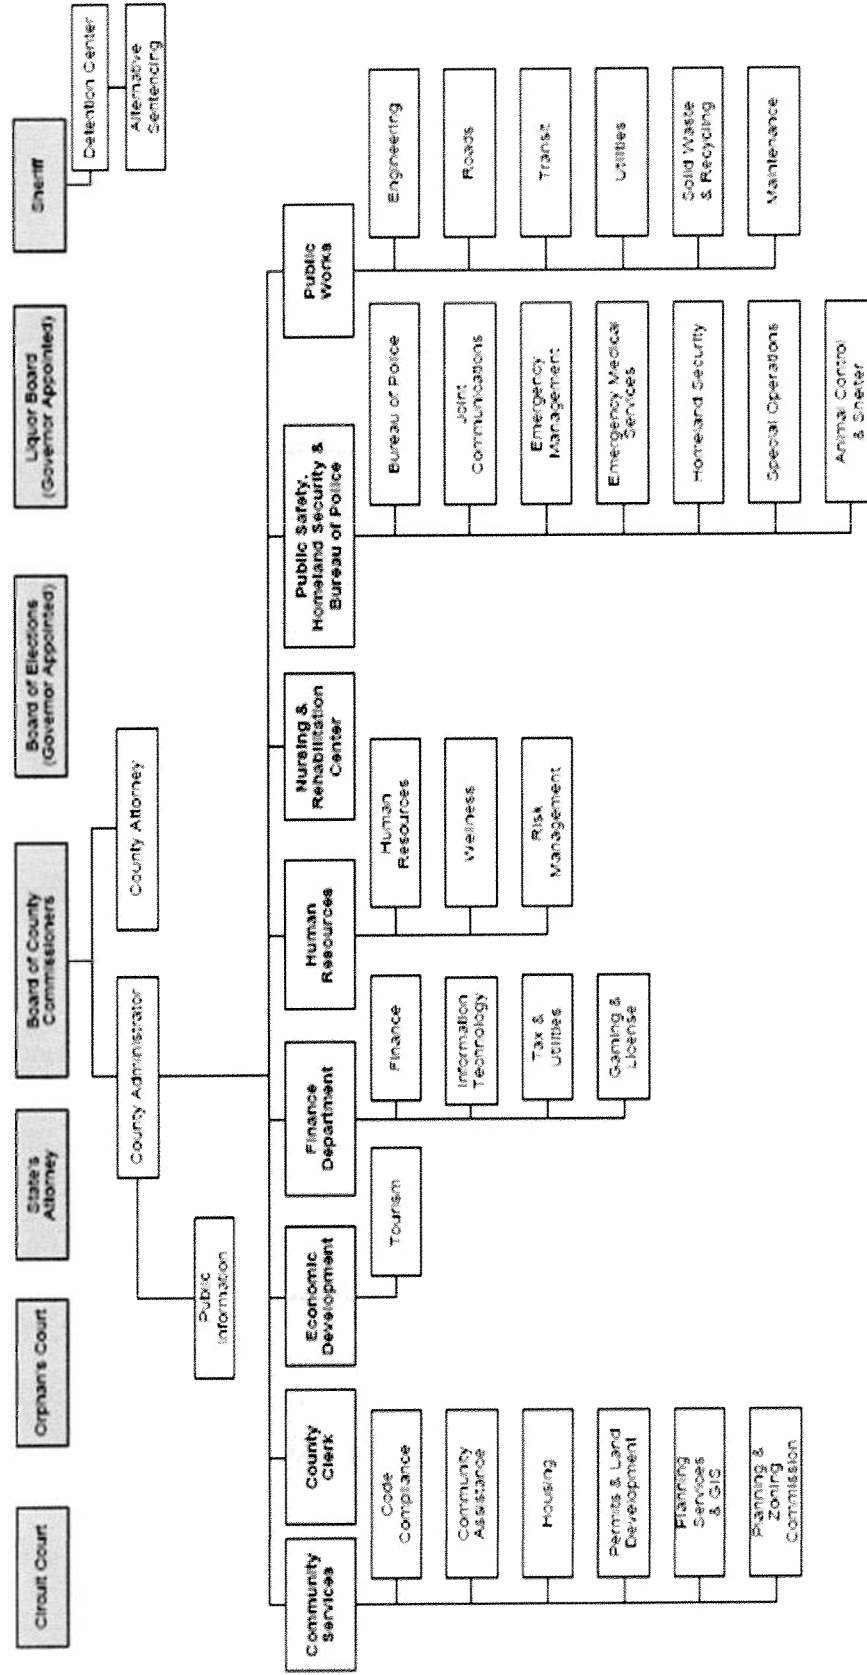 Circuit Court
Orphan's Court
State's
Attorney
Board of County
Commissioners
Board of Elections
(Governor Appointed)
Liquor Board
(Governor Appointed)
Sheriff
Detention Center
Alternative
Sentencing
County Administrator
County Attorney
Public
Information
Community
Services
County
Clerk
Economic
Development
Finance
Department
Human
Resources
Nursing &
Rehabilitation
Center
Public Safety,
Homeland Security &
Bureau of Police
Public
Works
Code
Compliance
Community
Assistance
Housing
Permits & Land
Development
Planning
Services
& GIS
Planning &
Zoning
Commission
Tourism
Finance
Information
Technology
Tax &
Utilities
Gaming &
License
Human
Resources
Wellness
Risk
Management
Bureau of Police
Joint
Communications
Emergency
Management
Emergency Medical
Services
Homeland Security
Special Operations
Animal Control
& Shelter
Engineering
Roads
Transit
Utilities
Solid Waste
& Recycling
Maintenance